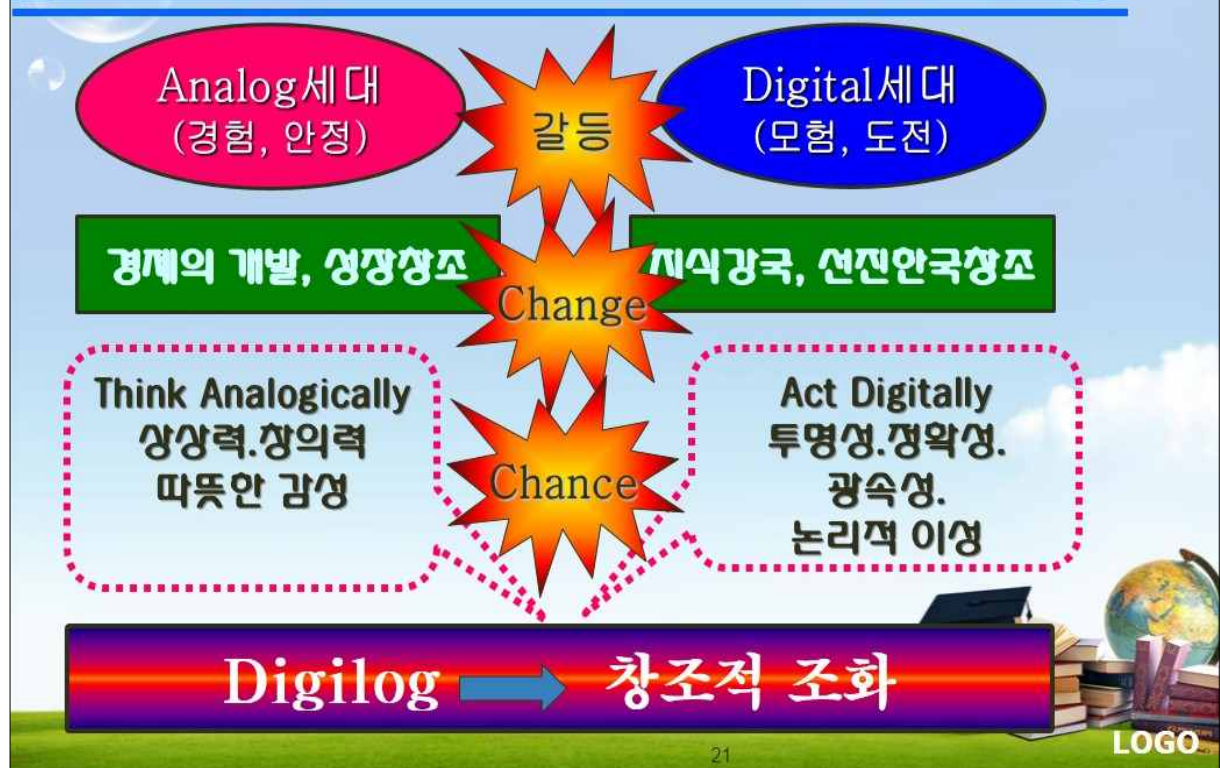 Analog세대
(경험, 안정)
갈등
Digital세대
(모험, 도전)
경제의 개발, 성장창조
Change
지식강국, 선진한국창조
Think Analogically
상상력.창의력
따뜻한 감성
Chance
Act Digitally
투명성.정확성.
광속성.
논리적 이성
Digilog
창조적 조화
21
LOGO